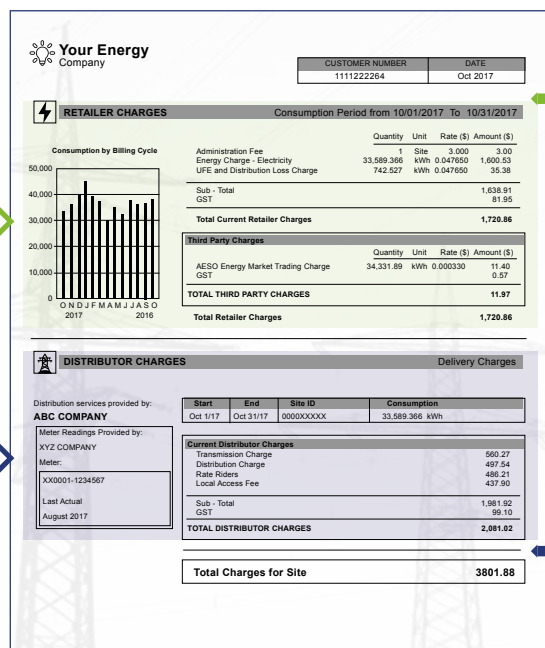 Your Energy
Company
CUSTOMER NUMBER DATE
1111222264 Oct 2017
RETAILER CHARGES Consumption Period from 10/01/2017 To 10/31/2017
Consumption by Billing Cycle
50,000
40,000
30,000
20,000
10,000
0
O N D J F M A M J J A S O
2017 2016
Quantity Unit Rate ($) Amount ($)
Administration Fee 1 Site 3.000 3.00
Energy Charge - Electricity 33,589.366 kWh 0.047650 1,600.53
UFE and Distribution Loss Charge 742.527 kWh 0.047650 35.38
Sub - Total 1,638.91
GST 81.95
Total Current Retailer Charges 1,720.86
Third Party Charges
Quantity Unit Rate ($) Amount ($)
AESO Energy Market Trading Charge 34,331.89 kWh 0.000330 11.40
GST 0.57
TOTAL THIRD PARTY CHARGES 11.97
Total Retailer Charges 1,720.86
DISTRIBUTOR CHARGES Delivery Charges
Distribution services provided by:
ABC COMPANY
Meter Readings Provided by:
XYZ COMPANY
Meter:
XX0001-1234567
Last Actual
August 2017
Start End Site ID Consumption
Oct 1/17 Oct 31/17 0000XXXXX 33,589.366 kWh
Current Distributor Charges
Transmission Charge 560.27
Distribution Charge 497.54
Rate Riders 486.21
Local Access Fee 437.90
Sub - Total 1,981.92
GST 99.10
TOTAL DISTRIBUTOR CHARGES 2,081.02
Total Charges for Site 3801.88